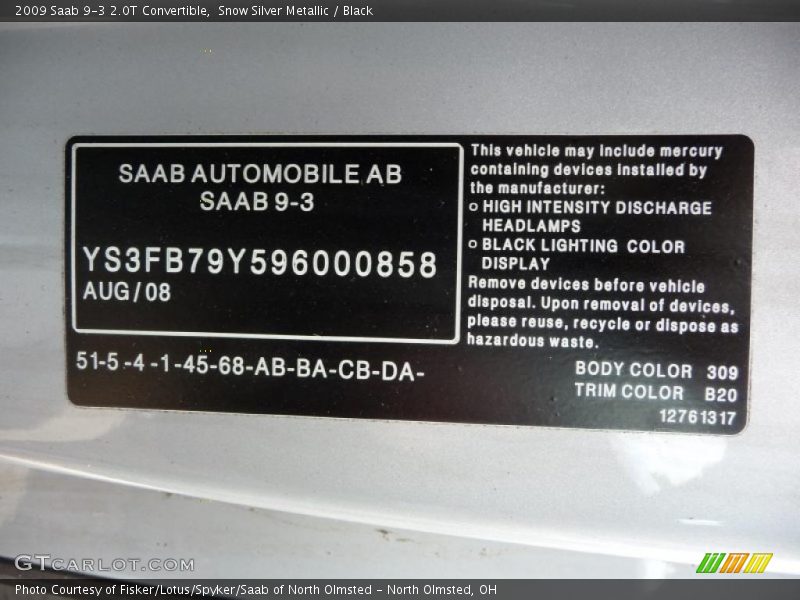 2009 Saab 9-3 2.0T Convertible, Snow Silver Metallic / Black
SAAB AUTOMOBILE AB
SAAB 9-3
YS3FB79Y596000858
AUG/08
51-5-4-1-45-68-AB-BA-CB-DA-
This vehicle may include mercury
containing devices installed by
the manufacturer:
o HIGH INTENSITY DISCHARGE
HEADLAMPS
o BLACK LIGHTING COLOR
DISPLAY
Remove devices before vehicle
disposal. Upon removal of devices,
please reuse, recycle or dispose as
hazardous waste.
BODY COLOR 309
TRIM COLOR B20
12761317
GTCARLOT.COM
Photo Courtesy of Fisker/Lotus/Spyker/Saab of North Olmsted - North Olmsted, OH